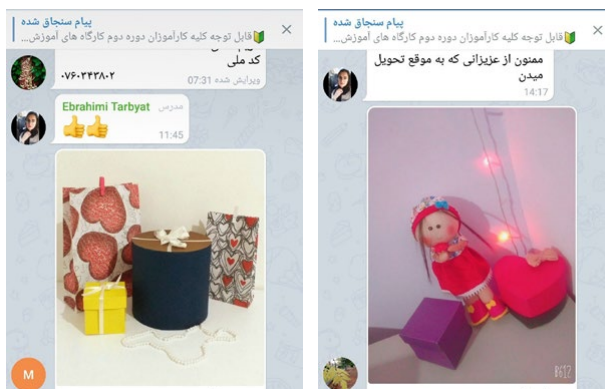 پیام سنجاق شده
🔰قابل توجه کلیه کارآموزان دوره دوم کارگاه های آموزش...
کد ملی
۰۷۶۰۳۴۳۸۰۲
ویرایش شده 07:31
Ebrahimi Tarbyat مدرس
👍👍
11:45
M
پیام سنجاق شده
🔰قابل توجه کلیه کارآموزان دوره دوم کارگاه های آموزش...
ممنون از عزیزانی که به موقع تحویل
میدن
14:17
B612